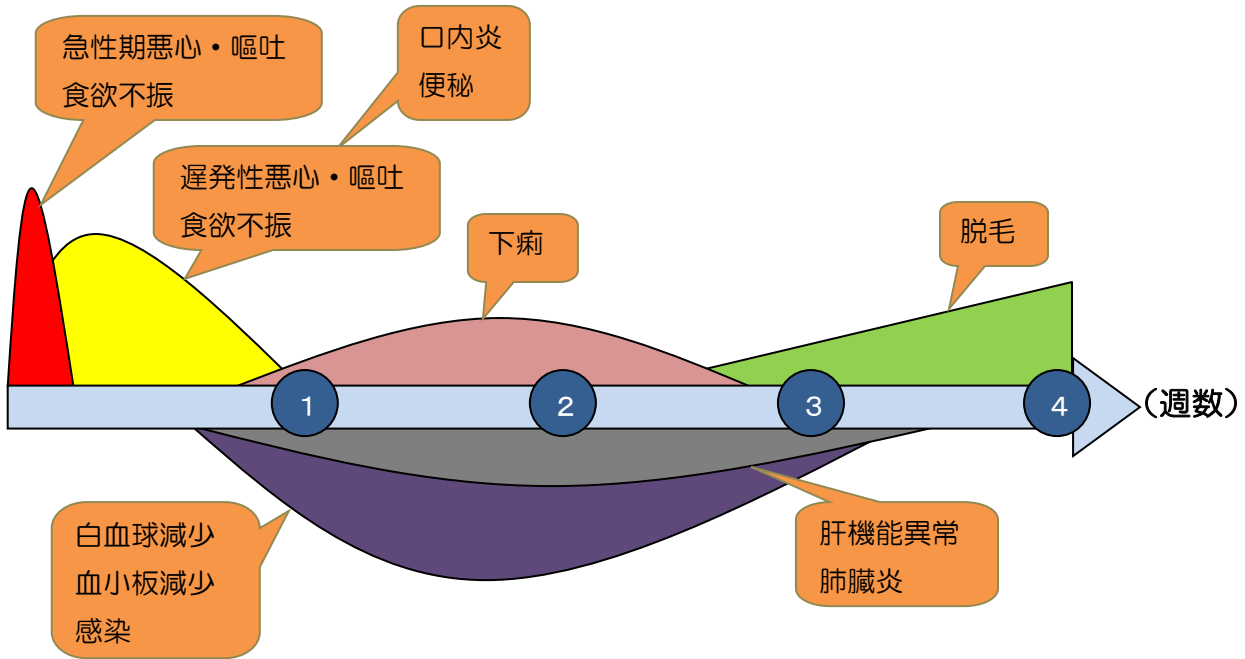 急性期悪心・嘔吐
食欲不振
口内炎
便秘
遅発性悪心・嘔吐
食欲不振
下痢
脱毛
1
2
3
4
(週数)
白血球減少
血小板減少
感染
肝機能異常
肺臓炎